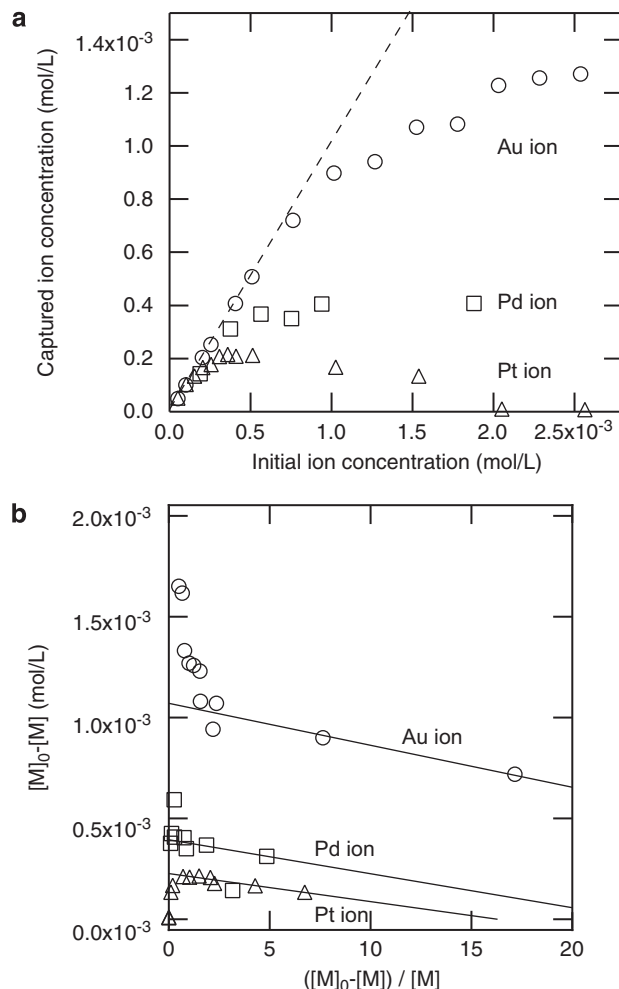 a
Captured ion concentration (mol/L)
1.4x10⁻³
1.2
1.0
0.8
0.6
0.4
0.2
0.0
Au ion
Pd ion
Pt ion
0.0 0.5 1.0 1.5 2.0 2.5x10⁻³
Initial ion concentration (mol/L)
b
[M]₀-[M] (mol/L)
2.0x10⁻³
1.5x10⁻³
1.0x10⁻³
0.5x10⁻³
0.0x10⁻³
Au ion
Pd ion
Pt ion
0 5 10 15 20
([M]₀-[M]) / [M]